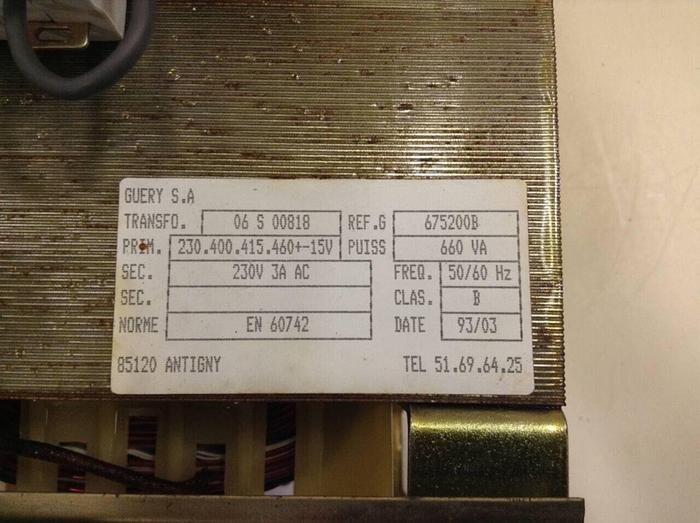 GUERY S.A
TRANSFO. 06 S 00818 REF.G 675200B
PRIM. 230.400.415.460+-15V PUISS 660 VA
SEC. 230V 3A AC FREQ. 50/60 Hz
SEC. CLAS. B
NORME EN 60742 DATE 93/03
85120 ANTIGNY TEL 51.69.64.25